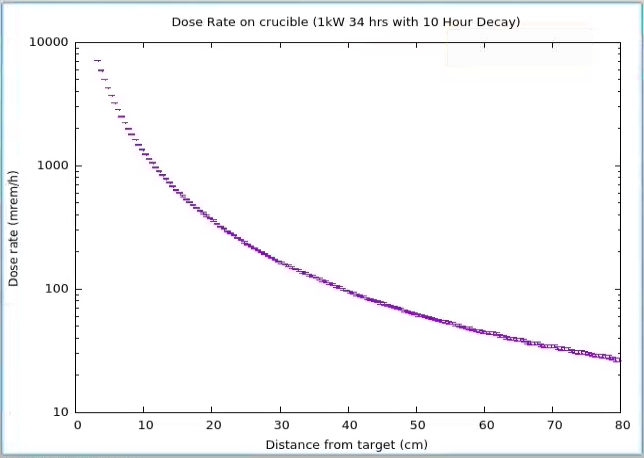 Dose Rate on crucible (1kW 34 hrs with 10 Hour Decay)
10000
1000
100
10
Dose rate (mrem/h)
0 10 20 30 40 50 60 70 80
Distance from target (cm)